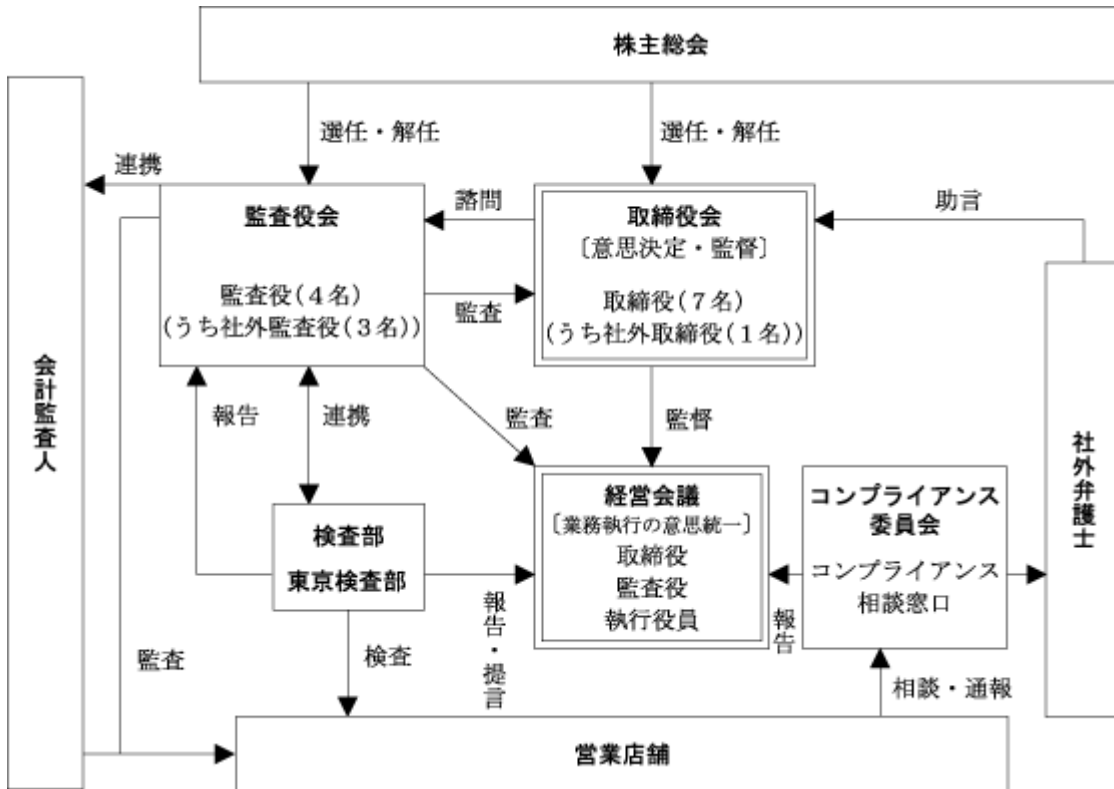 株主総会
選任・解任
選任・解任
連携
監査役会
監査役(4名)
(うち社外監査役(3名))
諮問
監査
取締役会
〔意思決定・監督〕
取締役(7名)
(うち社外取締役(1名))
助言
会計監査人
報告
連携
監査
監督
社外弁護士
検査部
東京検査部
経営会議
〔業務執行の意思統一〕
取締役
監査役
執行役員
コンプライアンス
委員会
コンプライアンス
相談窓口
報告・提言
報告
監査
検査
相談・通報
営業店舗